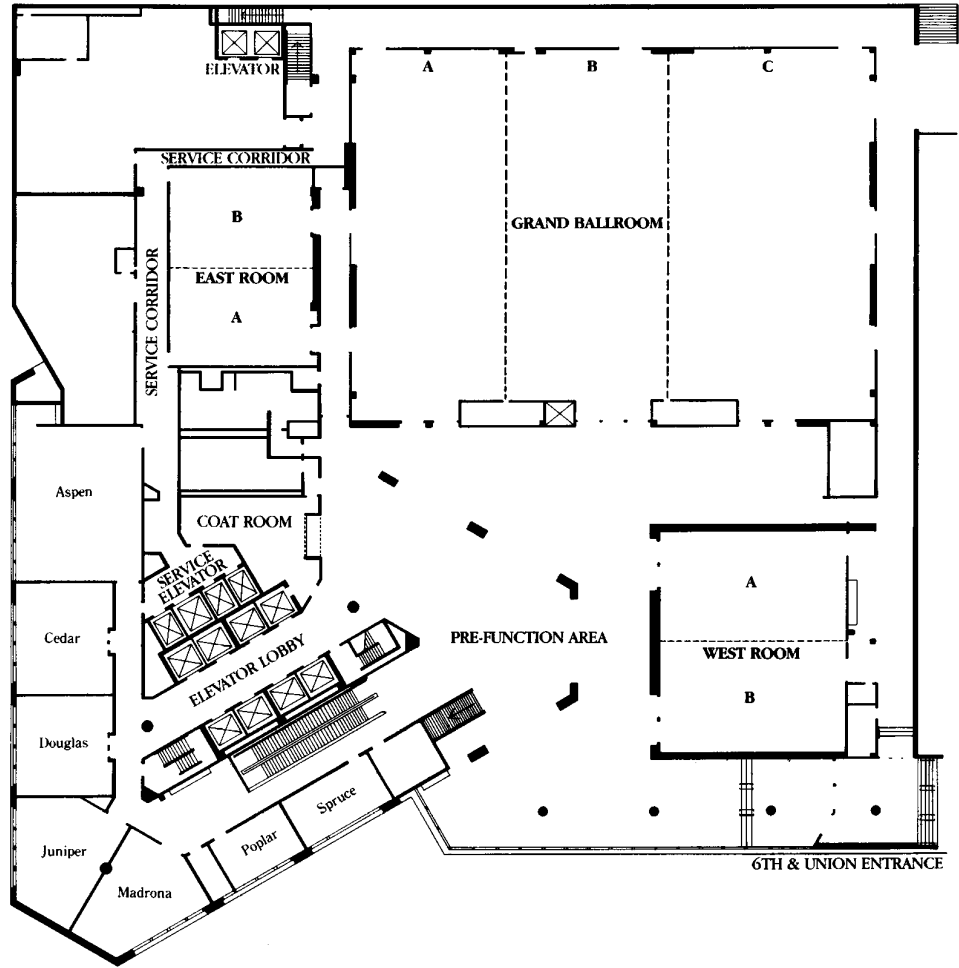 ELEVATOR
A
B
C
SERVICE CORRIDOR
B
GRAND BALLROOM
EAST ROOM
A
SERVICE CORRIDOR
Aspen
COAT ROOM
SERVICE
ELEVATOR
A
Cedar
PRE-FUNCTION AREA
WEST ROOM
ELEVATOR LOBBY
B
Douglas
Spruce
Poplar
Juniper
Madrona
6TH & UNION ENTRANCE